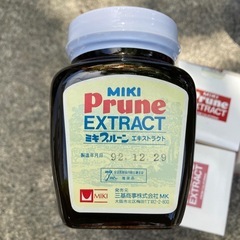 MIKI
Prune
EXTRACT
ミキプルーン エキストラクト
製造年月日 92.12.29
MIKI
発売元
三基商事株式会社 MK
MIKI
Prune
EXTRACT